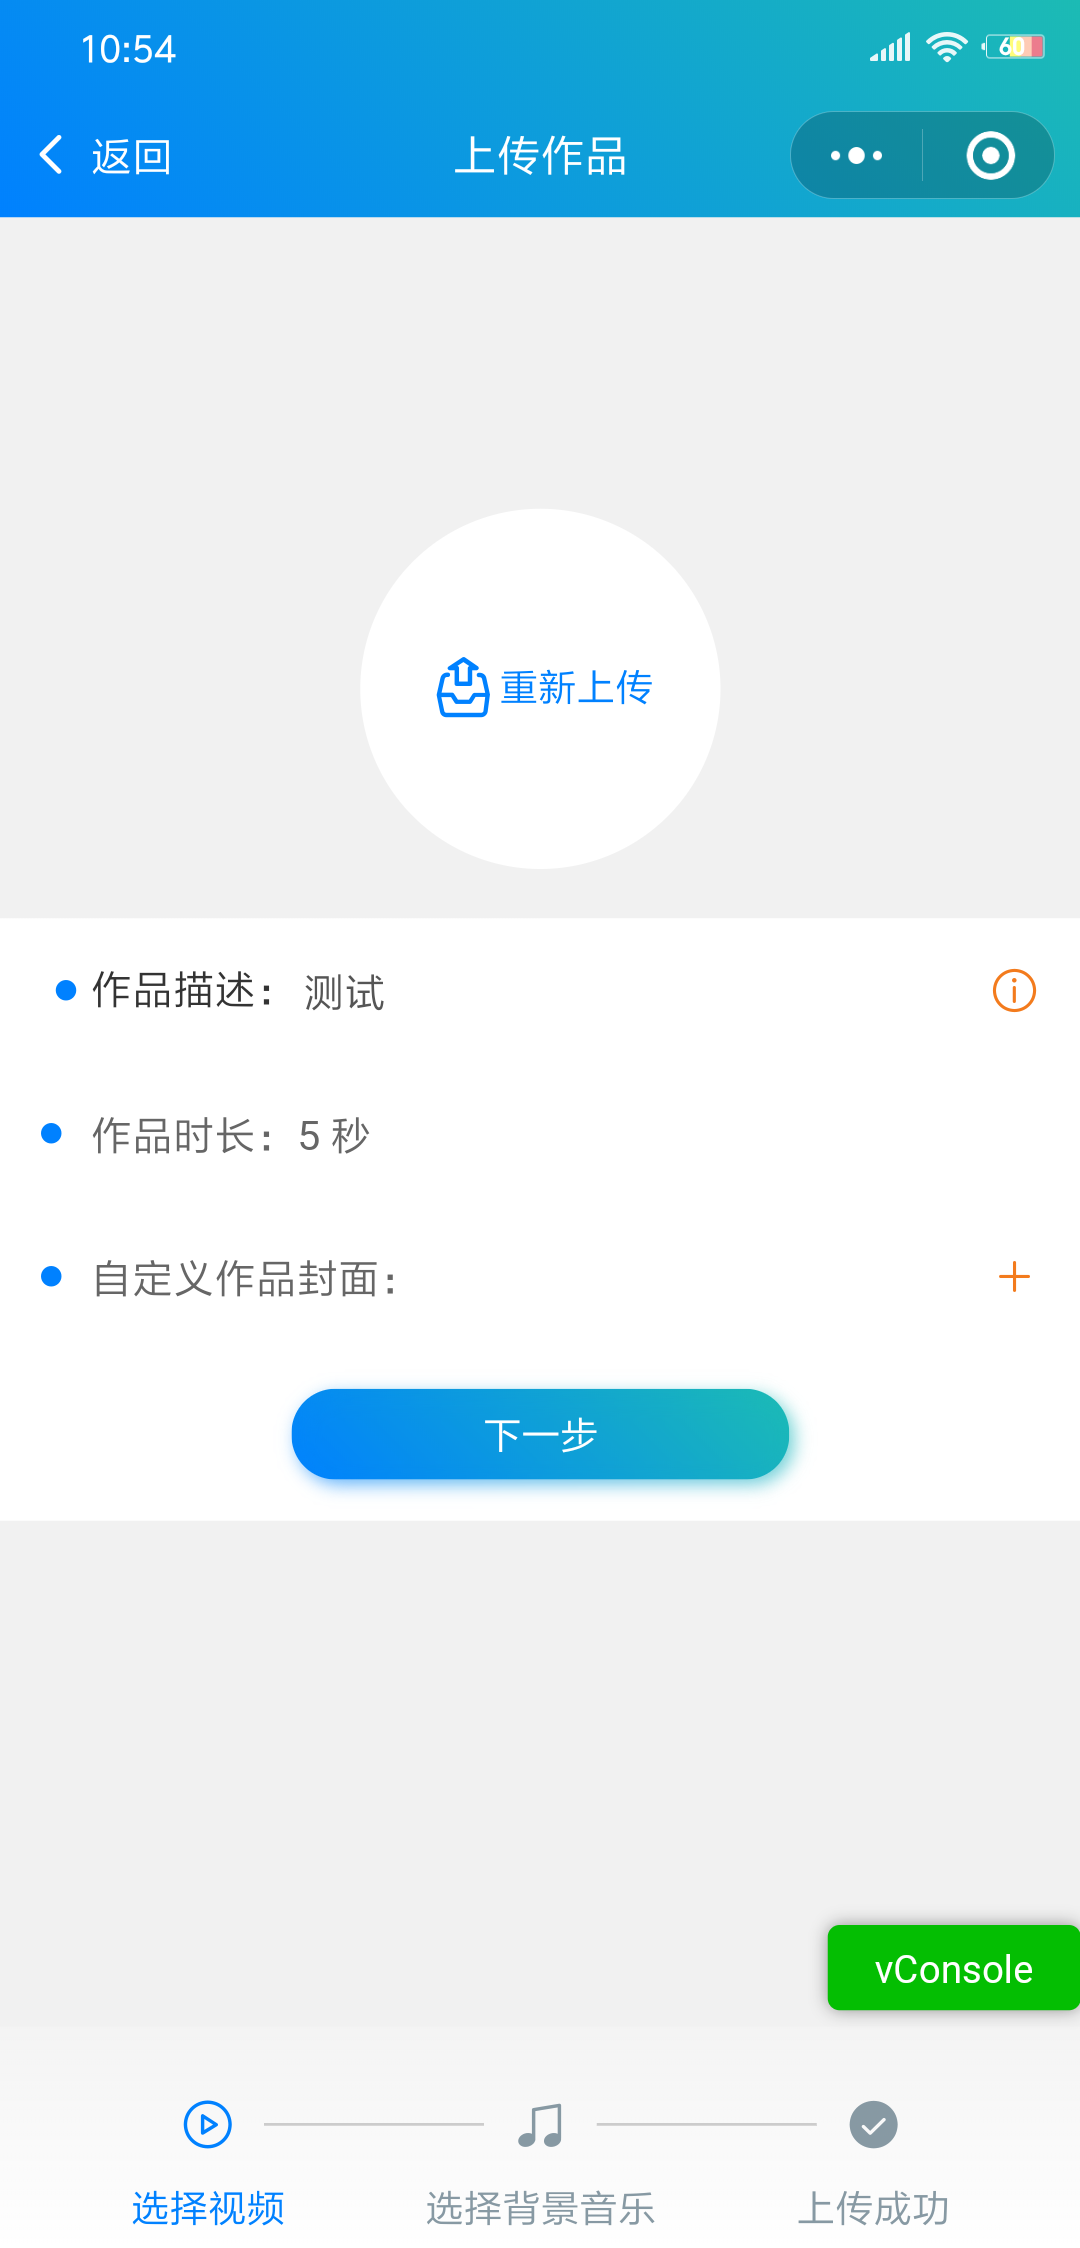 10:54
60
返回
上传作品
重新上传
作品描述： 测试
作品时长：5 秒
自定义作品封面：
下一步
vConsole
选择视频
选择背景音乐
上传成功